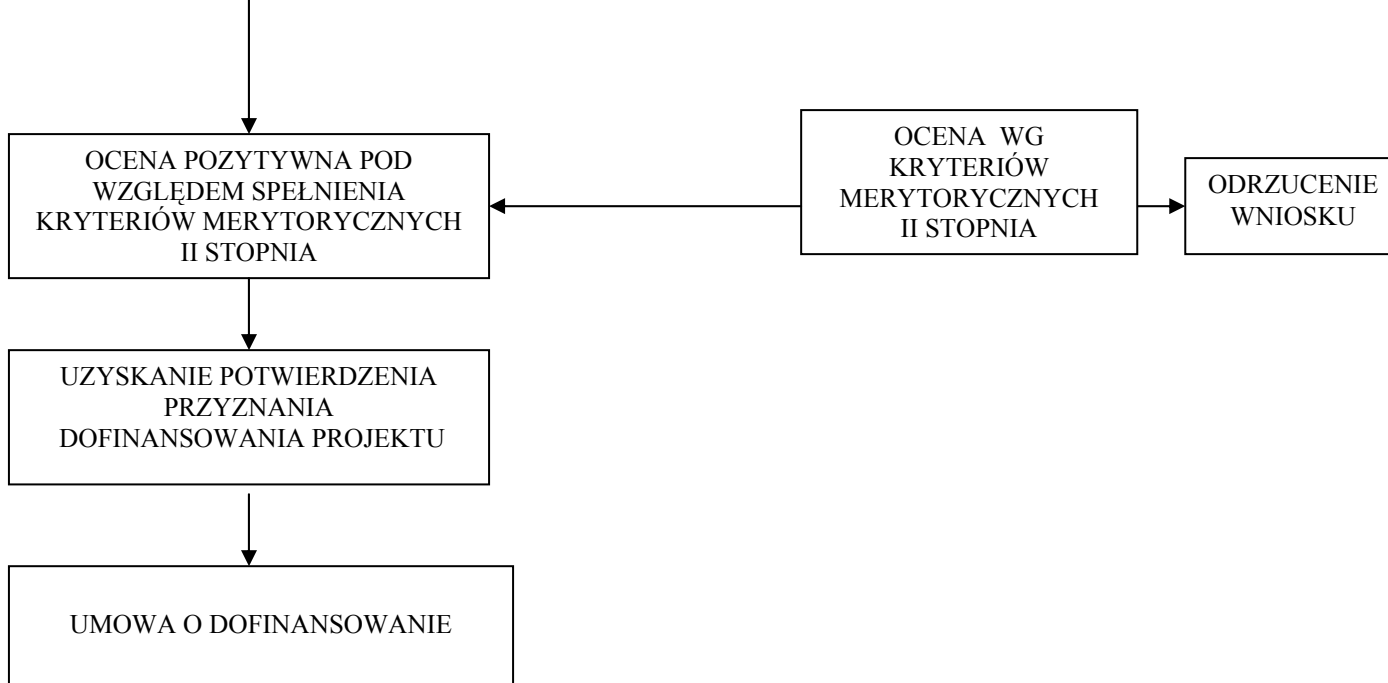 OCENA POZYTYWNA POD
WZGLĘDEM SPEŁNIENIA
KRYTERIÓW MERYTORYCZNYCH
II STOPNIA
OCENA WG
KRYTERIÓW
MERYTORYCZNYCH
II STOPNIA
ODRZUCENIE
WNIOSKU
UZYSKANIE POTWIERDZENIA
PRZYZNANIA
DOFINANSOWANIA PROJEKTU
UMOWA O DOFINANSOWANIE